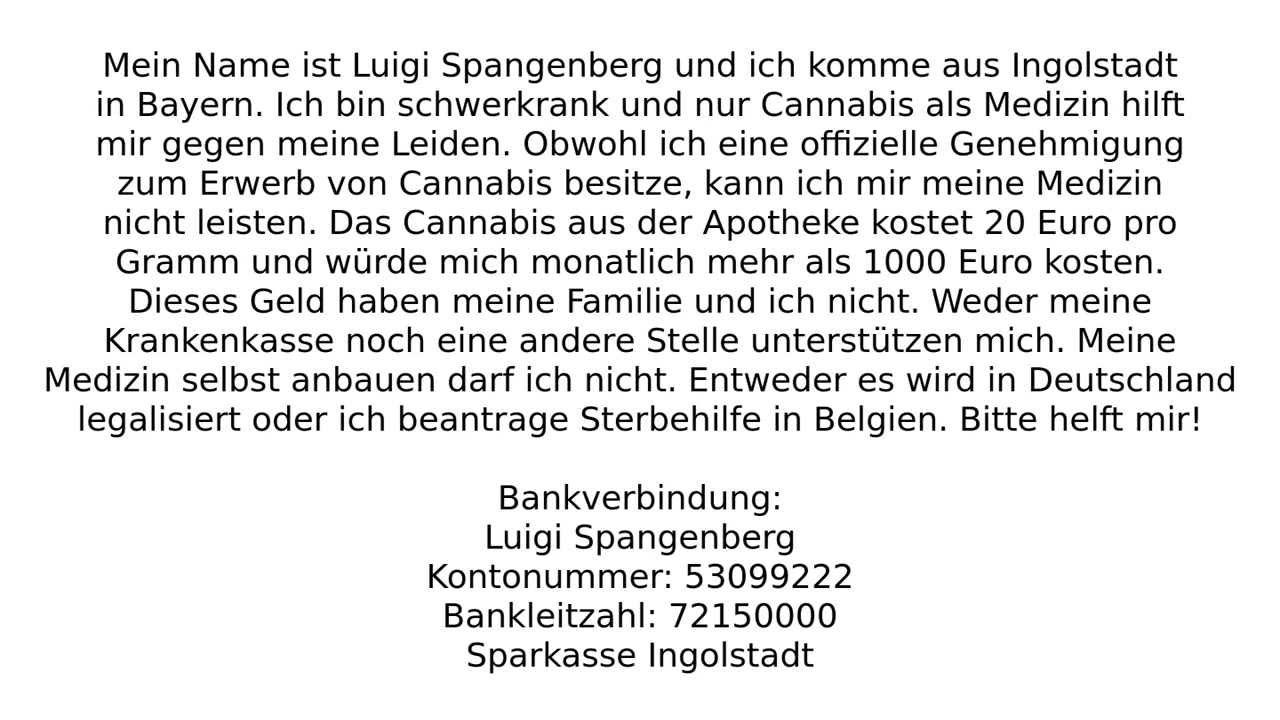 Mein Name ist Luigi Spangenberg und ich komme aus Ingolstadt
in Bayern. Ich bin schwerkrank und nur Cannabis als Medizin hilft
mir gegen meine Leiden. Obwohl ich eine offizielle Genehmigung
zum Erwerb von Cannabis besitze, kann ich mir meine Medizin
nicht leisten. Das Cannabis aus der Apotheke kostet 20 Euro pro
Gramm und würde mich monatlich mehr als 1000 Euro kosten.
Dieses Geld haben meine Familie und ich nicht. Weder meine
Krankenkasse noch eine andere Stelle unterstützen mich. Meine
Medizin selbst anbauen darf ich nicht. Entweder es wird in Deutschland
legalisiert oder ich beantrage Sterbehilfe in Belgien. Bitte helft mir!
Bankverbindung:
Luigi Spangenberg
Kontonummer: 53099222
Bankleitzahl: 72150000
Sparkasse Ingolstadt